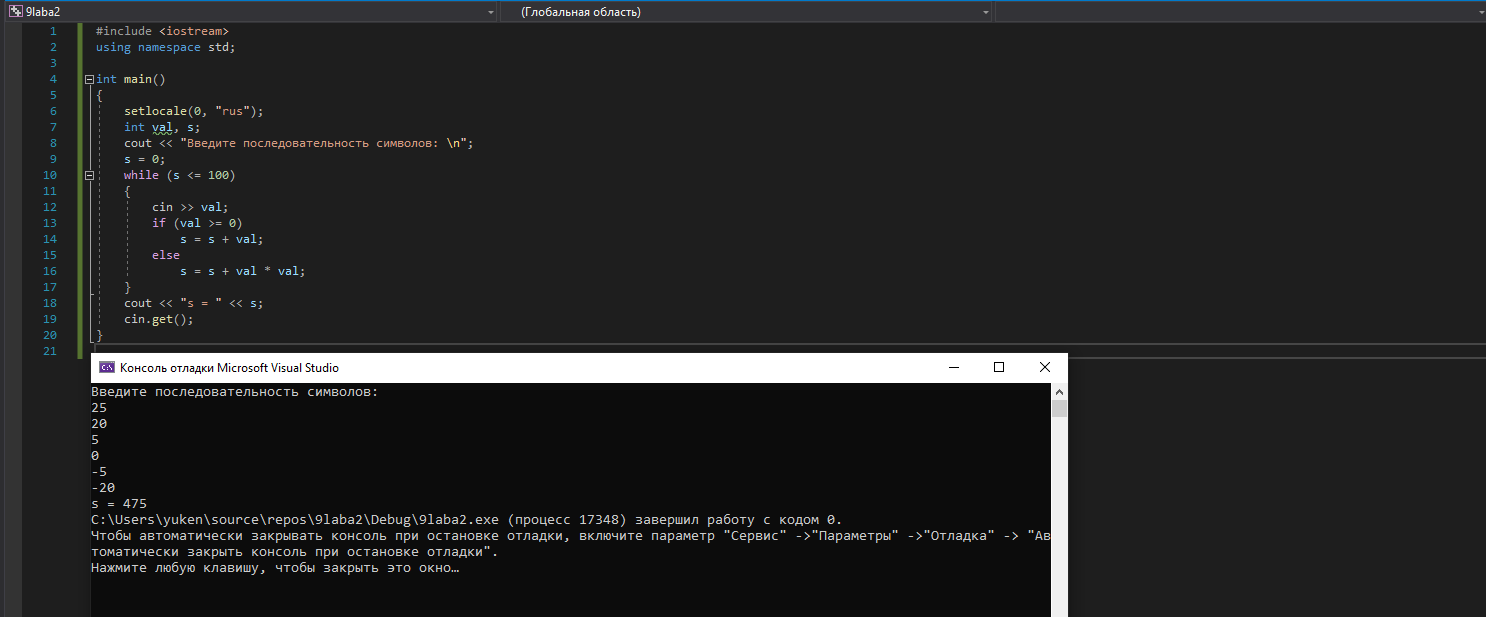 9laba2 (Глобальная область)
1 #include <iostream>
2 using namespace std;
3
4 int main()
5 {
6 setlocale(0, "rus");
7 int val, s;
8 cout << "Введите последовательность символов: \n";
9 s = 0;
10 while (s <= 100)
11 {
12 cin >> val;
13 if (val >= 0)
14 s = s + val;
15 else
16 s = s + val * val;
17 }
18 cout << "s = " << s;
19 cin.get();
20 }
21
C:\ Консоль отладки Microsoft Visual Studio
Введите последовательность символов:
25
20
5
0
-5
-20
s = 475
C:\Users\yuken\source\repos\9laba2\Debug\9laba2.exe (процесс 17348) завершил работу с кодом 0.
Чтобы автоматически закрывать консоль при остановке отладки, включите параметр "Сервис" ->"Параметры" ->"Отладка" -> "Ав
томатически закрыть консоль при остановке отладки".
Нажмите любую клавишу, чтобы закрыть это окно…